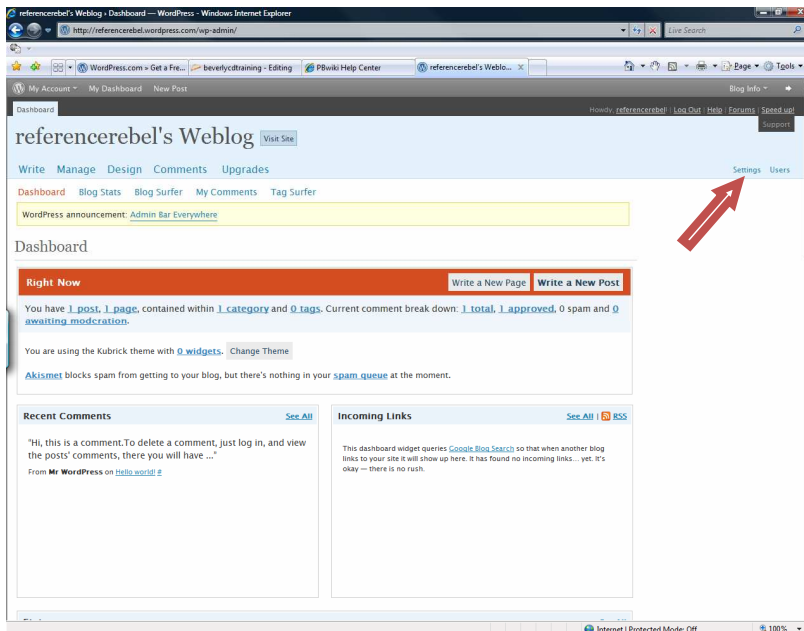 referencerebel's Weblog › Dashboard — WordPress - Windows Internet Explorer
http://referencerebel.wordpress.com/wp-admin/
Live Search
WordPress.com » Get a Fre...
beverlycdtraining - Editing
PBwiki Help Center
referencerebel's Weblo...
Page
Tools
My Account
My Dashboard
New Post
Blog Info
Dashboard
Howdy, referencerebel! | Log Out | Help | Forums | Speed up!
Support
referencerebel's Weblog
Visit Site
Write Manage Design Comments Upgrades
Settings Users
Dashboard Blog Stats Blog Surfer My Comments Tag Surfer
WordPress announcement: Admin Bar Everywhere
Dashboard
Right Now
Write a New Page
Write a New Post
You have 1 post, 1 page, contained within 1 category and 0 tags. Current comment break down: 1 total, 1 approved, 0 spam and 0
awaiting moderation.
You are using the Kubrick theme with 0 widgets. Change Theme
Akismet blocks spam from getting to your blog, but there's nothing in your spam queue at the moment.
Recent Comments
See All
"Hi, this is a comment.To delete a comment, just log in, and view
the posts' comments, there you will have ..."
From Mr WordPress on Hello world! #
Incoming Links
See All | RSS
This dashboard widget queries Google Blog Search so that when another blog
links to your site it will show up here. It has found no incoming links... yet. It's
okay — there is no rush.
Internet | Protected Mode: Off
100%